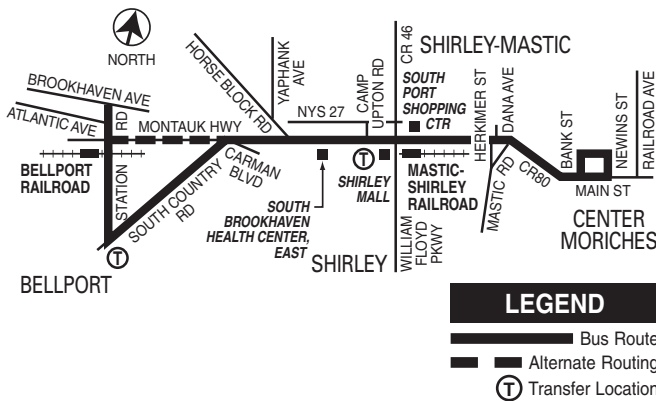 NORTH
BROOKHAVEN AVE
ATLANTIC AVE
RD
STATION
MONTAUK HWY
HORSE BLOCK RD
YAPHANK
AVE
NYS 27
CAMP
UPTON RD
CR 46
SHIRLEY-MASTIC
SOUTH
PORT
SHOPPING
CTR
HERKIMER ST
DANA AVE
BANK ST
NEWINS ST
RAILROAD AVE
BELLPORT
RAILROAD
SOUTH COUNTRY
RD
CARMAN
BLVD
T
SHIRLEY
MALL
MASTIC-
SHIRLEY
RAILROAD
MASTIC RD
CR80
MAIN ST
SOUTH
BROOKHAVEN
HEALTH CENTER,
EAST
SHIRLEY
WILLIAM
FLOYD
PKWY
CENTER
MORICHES
T
BELLPORT
LEGEND
Bus Route
Alternate Routing
T Transfer Location